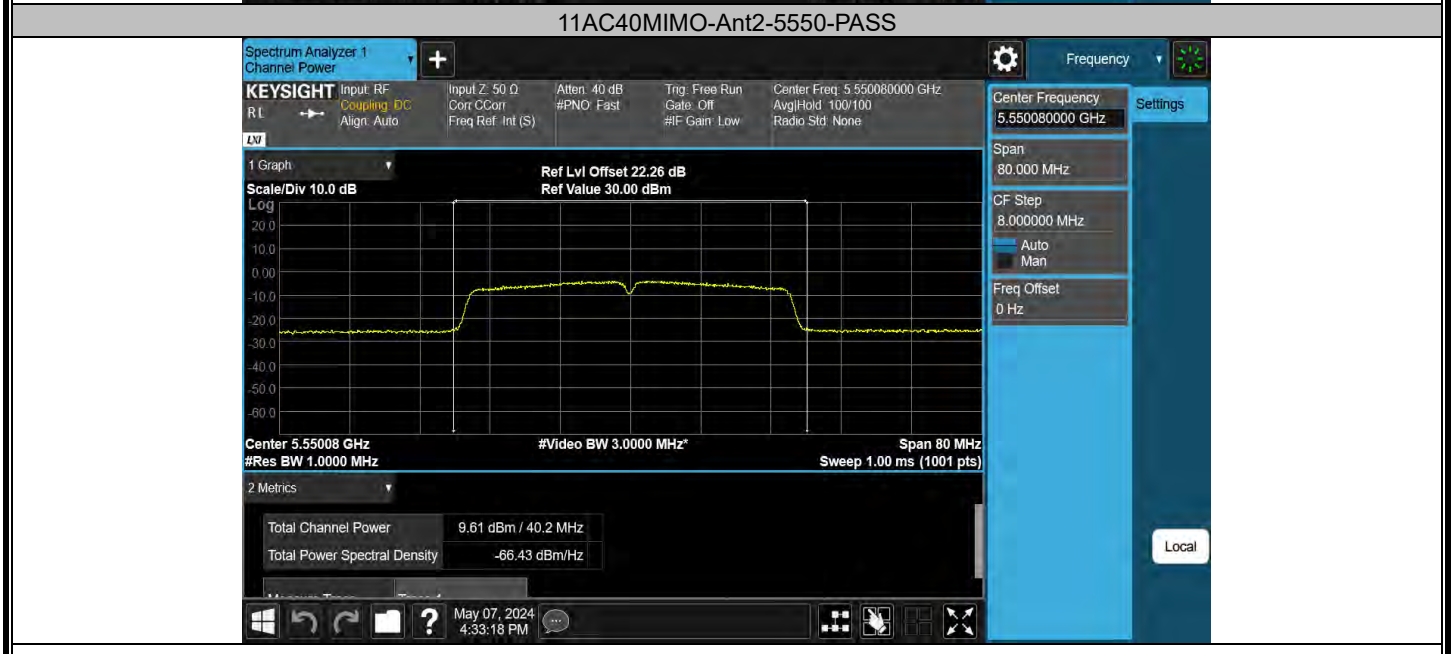 11AC40MIMO-Ant2-5550-PASS
Spectrum Analyzer 1
Channel Power
+
Frequency
KEYSIGHT
RL
LXI
Input: RF
Coupling: DC
Align: Auto
Input Z: 50 Ω
Corr CCorr
Freq Ref: Int (S)
Atten: 40 dB
#PNO: Fast
Trig: Free Run
Gate: Off
#IF Gain: Low
Center Freq: 5.550080000 GHz
Avg|Hold: 100/100
Radio Std: None
Center Frequency
5.550080000 GHz
Settings
Span
80.000 MHz
CF Step
8.000000 MHz
Auto
Man
Freq Offset
0 Hz
Local
1 Graph
Ref Lvl Offset 22.26 dB
Scale/Div 10.0 dB
Ref Value 30.00 dBm
Log
20.0
10.0
0.00
-10.0
-20.0
-30.0
-40.0
-50.0
-60.0
Center 5.55008 GHz
#Video BW 3.0000 MHz*
Span 80 MHz
#Res BW 1.0000 MHz
Sweep 1.00 ms (1001 pts)
2 Metrics
Total Channel Power 9.61 dBm / 40.2 MHz
Total Power Spectral Density -66.43 dBm/Hz
?
May 07, 2024
4:33:18 PM